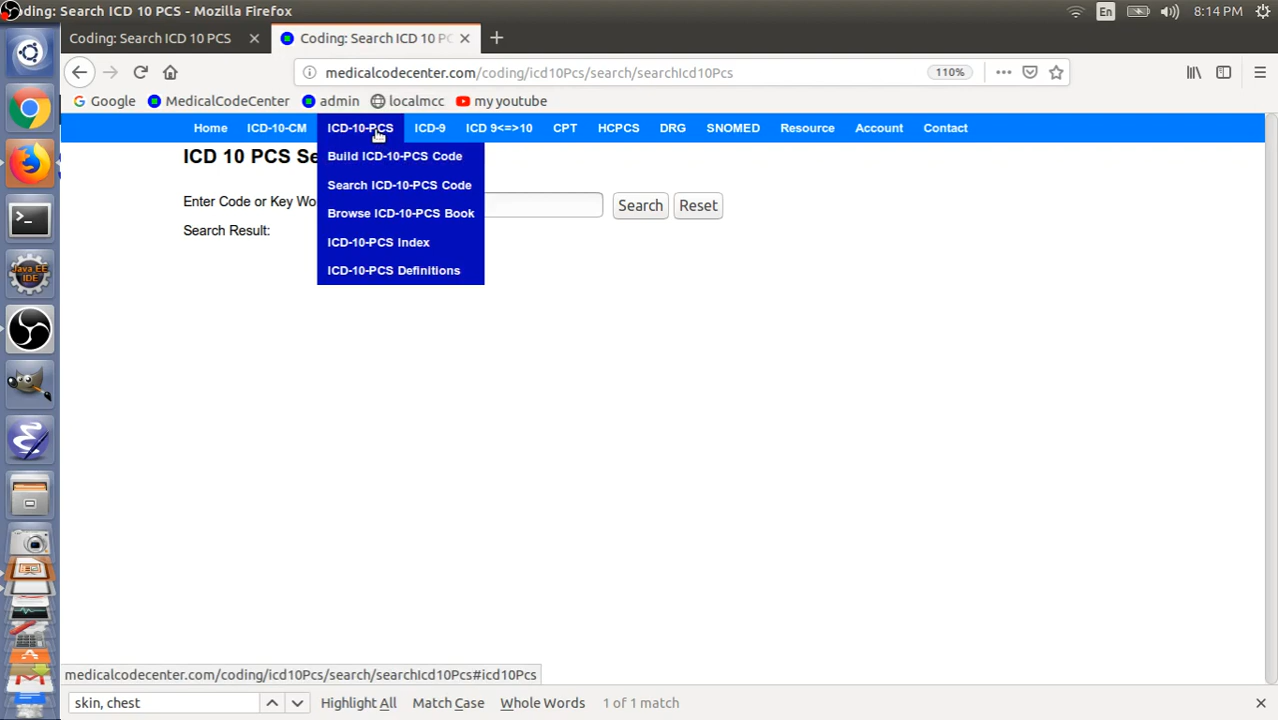 oding: Search ICD 10 PCS - Mozilla Firefox
En
8:14 PM
Coding: Search ICD 10 PCS
Coding: Search ICD 10 PC
medicalcodecenter.com/coding/icd10Pcs/search/searchIcd10Pcs
110%
Google
MedicalCodeCenter
admin
localmcc
my youtube
Home
ICD-10-CM
ICD-10-PCS
ICD-9
ICD 9<=>10
CPT
HCPCS
DRG
SNOMED
Resource
Account
Contact
ICD 10 PCS Se
Build ICD-10-PCS Code
Search ICD-10-PCS Code
Enter Code or Key Wo
Search
Reset
Browse ICD-10-PCS Book
Search Result:
ICD-10-PCS Index
ICD-10-PCS Definitions
Java EE
IDE
medicalcodecenter.com/coding/icd10Pcs/search/searchIcd10Pcs#icd10Pcs
skin, chest
Highlight All
Match Case
Whole Words
1 of 1 match